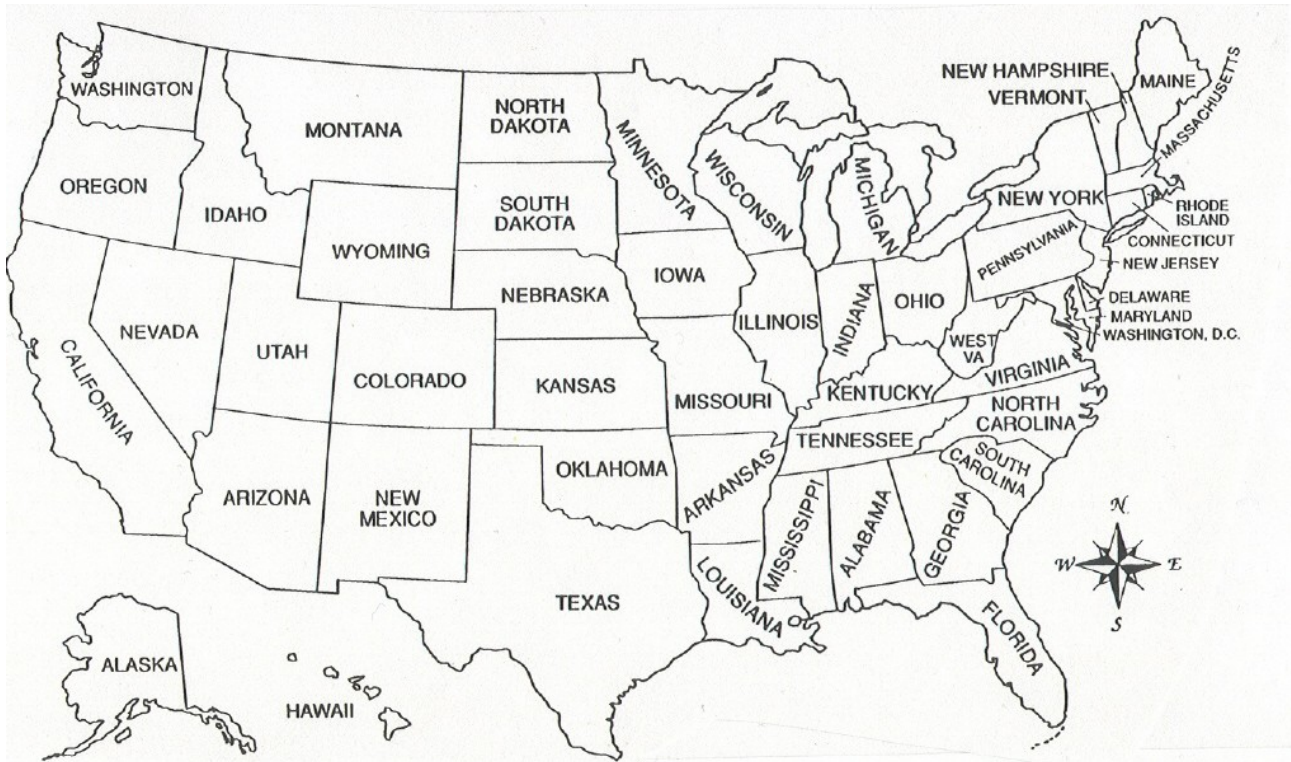 WASHINGTON
MONTANA
NORTH
DAKOTA
MINNESOTA
NEW HAMPSHIRE
VERMONT
MAINE
MASSACHUSETTS
OREGON
IDAHO
WYOMING
SOUTH
DAKOTA
WISCONSIN
MICHIGAN
NEW YORK
RHODE
ISLAND
CONNECTICUT
PENNSYLVANIA
NEW JERSEY
IOWA
NEBRASKA
NEVADA
UTAH
COLORADO
CALIFORNIA
KANSAS
ILLINOIS
INDIANA
OHIO
DELAWARE
MARYLAND
WASHINGTON, D.C.
WEST
VA
VIRGINIA
MISSOURI
KENTUCKY
TENNESSEE
NORTH
CAROLINA
SOUTH
CAROLINA
ARIZONA
NEW
MEXICO
OKLAHOMA
ARKANSAS
MISSISSIPPI
ALABAMA
GEORGIA
N
W
E
S
TEXAS
LOUISIANA
FLORIDA
ALASKA
HAWAII